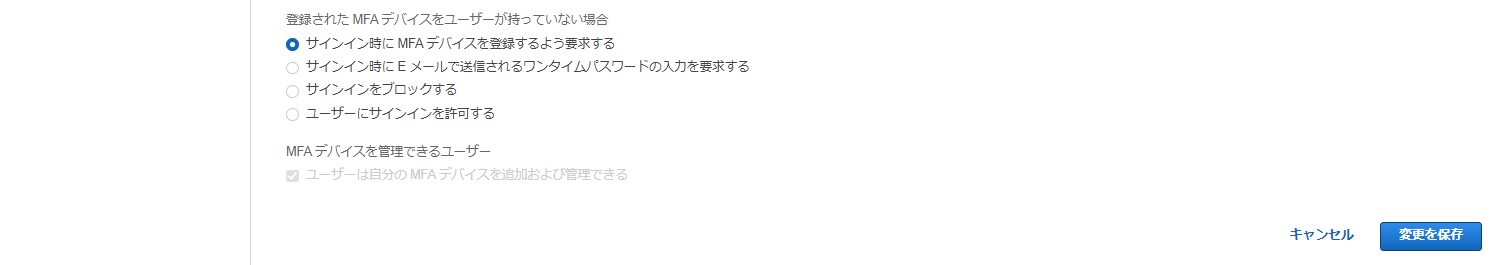 登録された MFA デバイスをユーザーが持っていない場合
サインイン時に MFA デバイスを登録するよう要求する
サインイン時に E メールで送信されるワンタイムパスワードの入力を要求する
サインインをブロックする
ユーザーにサインインを許可する
MFA デバイスを管理できるユーザー
ユーザーは自分の MFA デバイスを追加および管理できる
キャンセル 変更を保存